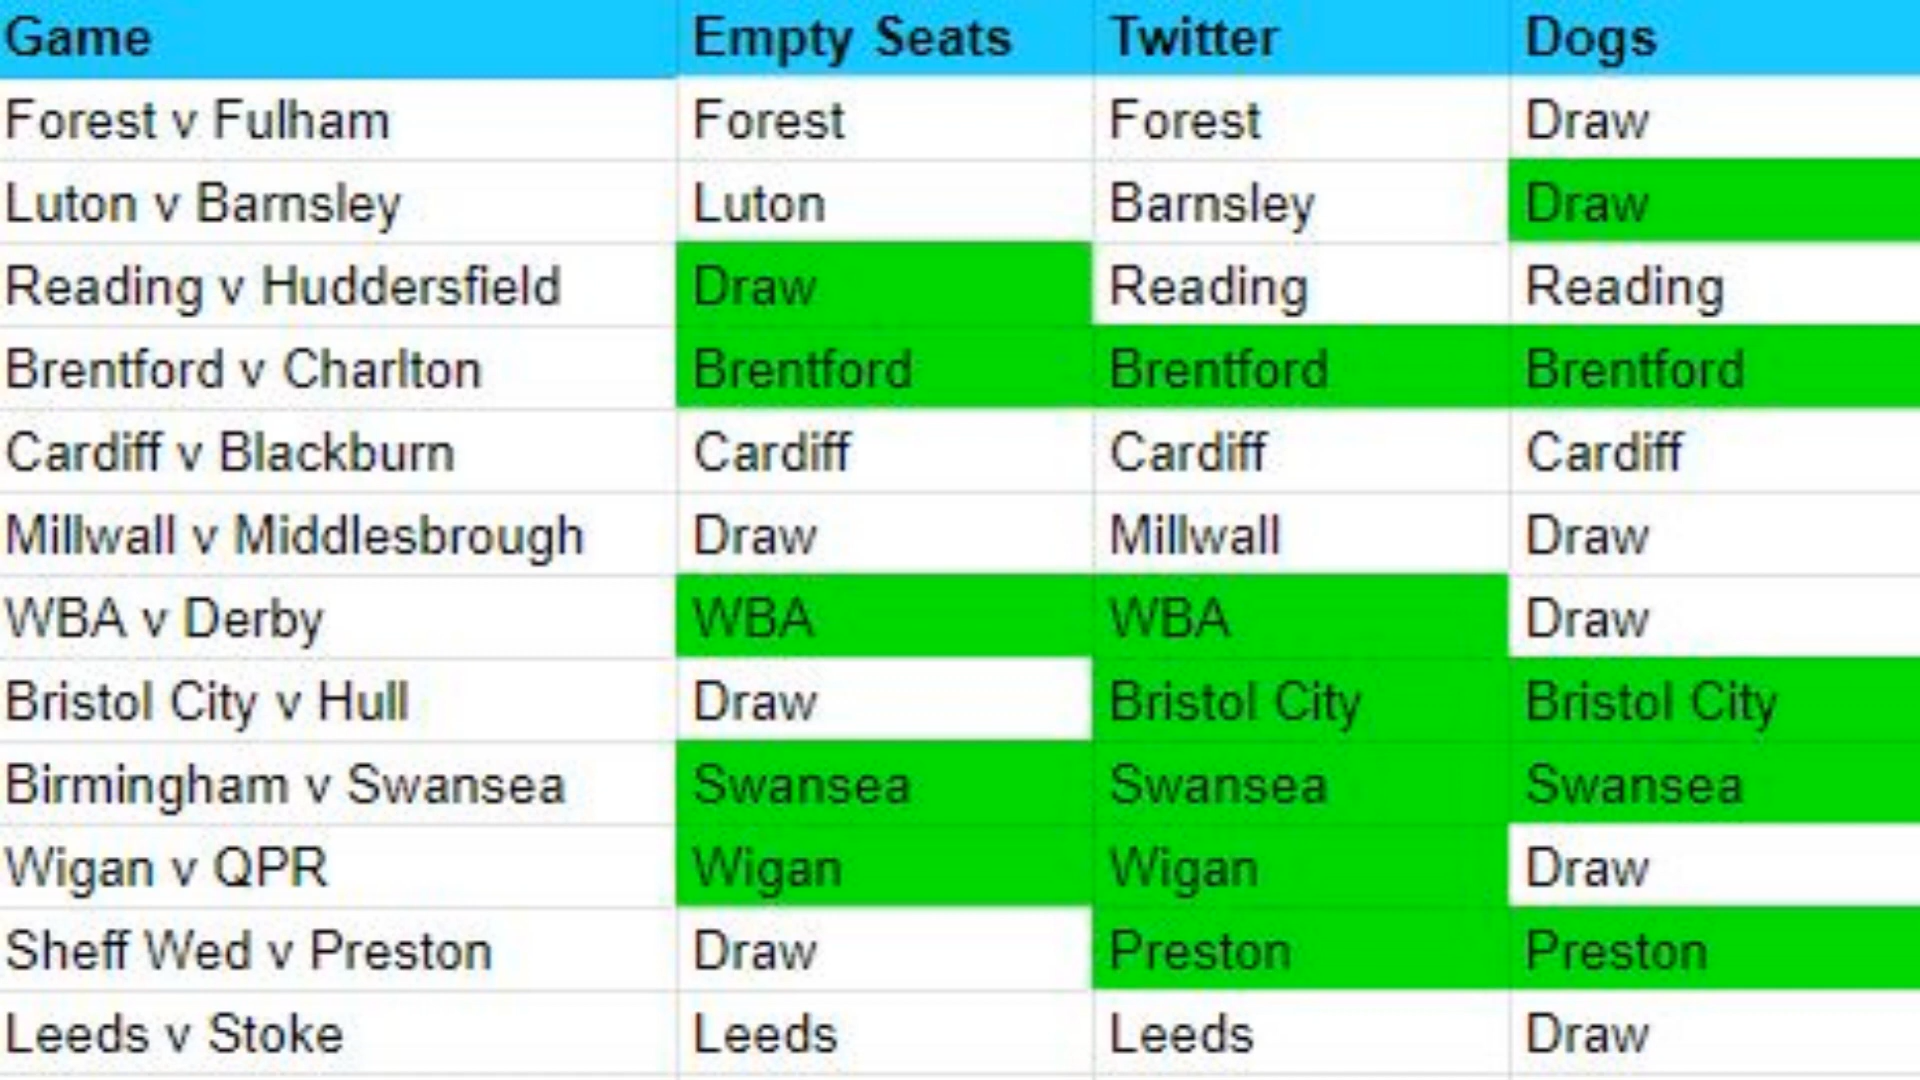 Game Empty Seats Twitter Dogs
Forest v Fulham Forest Forest Draw
Luton v Barnsley Luton Barnsley Draw
Reading v Huddersfield Draw Reading Reading
Brentford v Charlton Brentford Brentford Brentford
Cardiff v Blackburn Cardiff Cardiff Cardiff
Millwall v Middlesbrough Draw Millwall Draw
WBA v Derby WBA WBA Draw
Bristol City v Hull Draw Bristol City Bristol City
Birmingham v Swansea Swansea Swansea Swansea
Wigan v QPR Wigan Wigan Draw
Sheff Wed v Preston Draw Preston Preston
Leeds v Stoke Leeds Leeds Draw